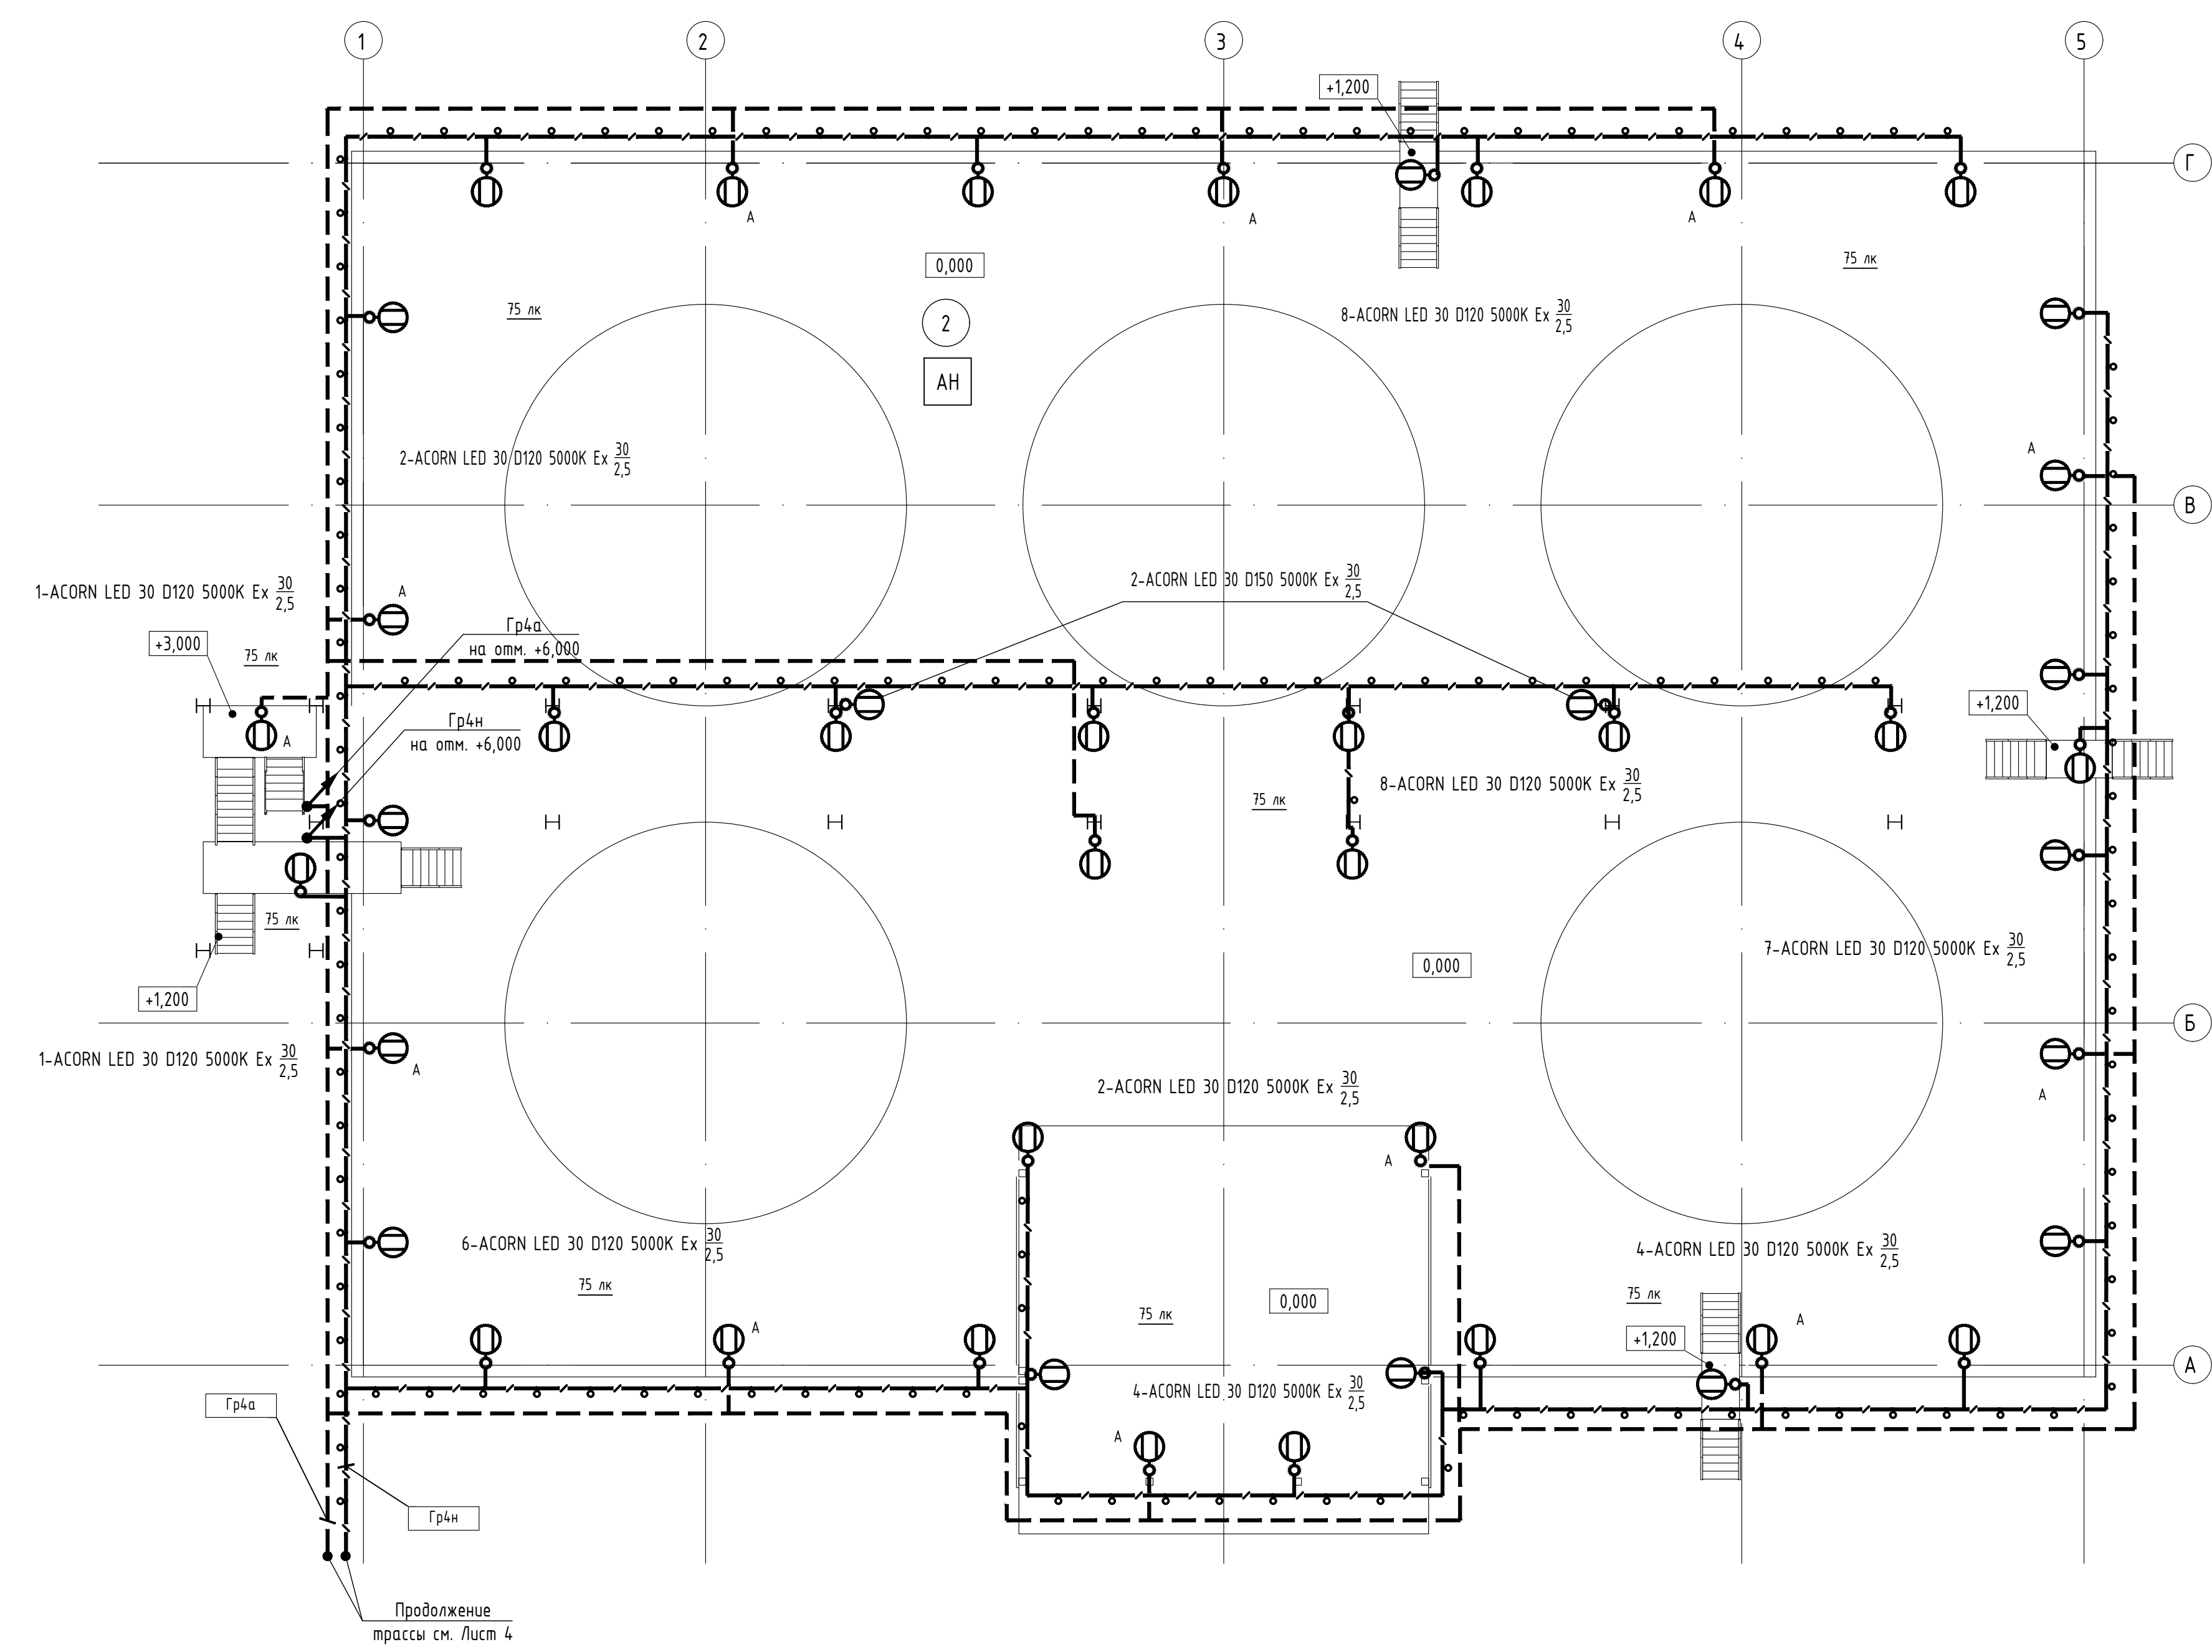 1
2
3
4
5
+1,200
Г
А
А
А
0,000
75 лк
75 лк
2
8-ACORN LED 30 D120 5000K Ex 30
2,5
АН
А
2-ACORN LED 30 D120 5000K Ex 30
2,5
В
1-ACORN LED 30 D120 5000K Ex 30
2,5
А
2-ACORN LED 30 D150 5000K Ex 30
2,5
Гр4а
на отм. +6,000
+3,000
75 лк
+1,200
Гр4н
на отм. +6,000
А
8-ACORN LED 30 D120 5000K Ex 30
2,5
75 лк
75 лк
7-ACORN LED 30 D120 5000K Ex 30
2,5
0,000
+1,200
Б
1-ACORN LED 30 D120 5000K Ex 30
2,5
А
2-ACORN LED 30 D120 5000K Ex 30
2,5
А
А
6-ACORN LED 30 D120 5000K Ex 30
2,5
4-ACORN LED 30 D120 5000K Ex 30
2,5
75 лк
75 лк
0,000
75 лк
А
А
+1,200
А
4-ACORN LED 30 D120 5000K Ex 30
2,5
Гр4а
А
Гр4н
Продолжение
трассы см. Лист 4